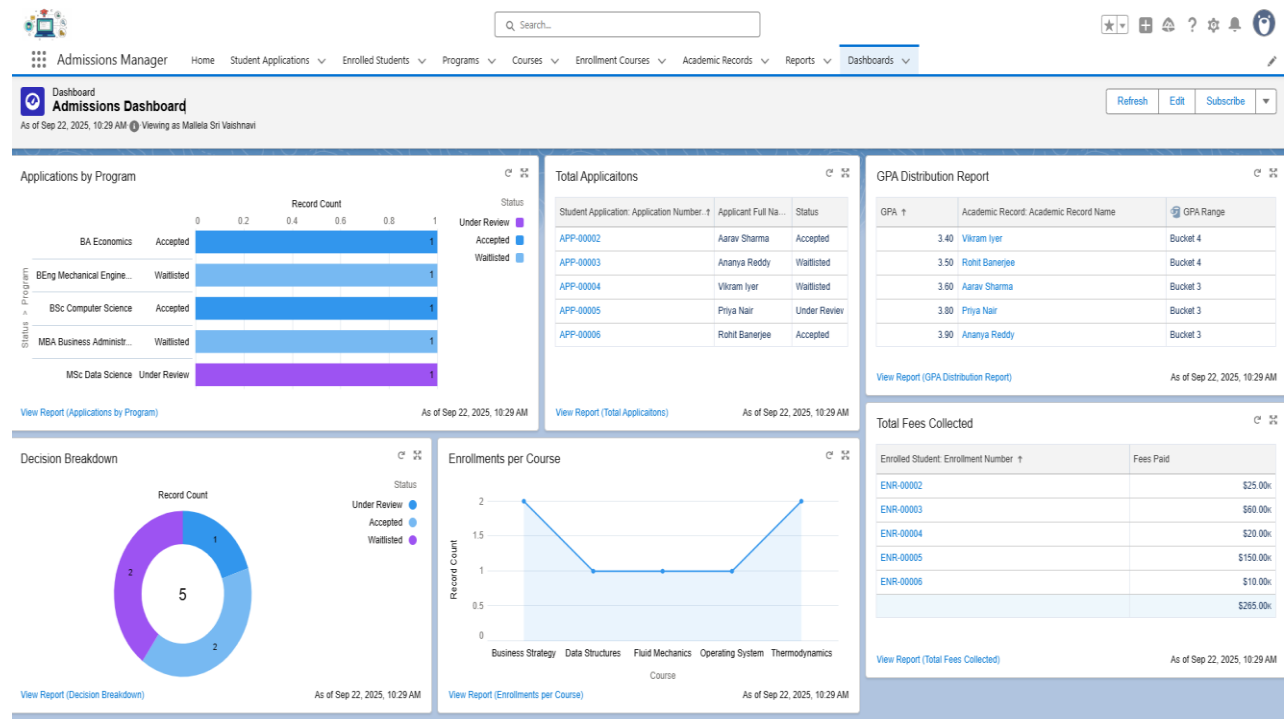 Search...
Admissions Manager Home Student Applications Enrolled Students Programs Courses Enrollment Courses Academic Records Reports Dashboards
Dashboard
Admissions Dashboard
As of Sep 22, 2025, 10:29 AM Viewing as Mallela Sri Vaishnavi
Refresh Edit Subscribe
Applications by Program
Record Count
0 0.2 0.4 0.6 0.8 1
Status > Program
BA Economics Accepted 1
BEng Mechanical Engine... Waitlisted 1
BSc Computer Science Accepted 1
MBA Business Administr... Waitlisted 1
MSc Data Science Under Review 1
Status
Under Review
Accepted
Waitlisted
View Report (Applications by Program) As of Sep 22, 2025, 10:29 AM
Total Applicaitons
Student Application: Application Number ↑ Applicant Full Na... Status
APP-00002 Aarav Sharma Accepted
APP-00003 Ananya Reddy Waitlisted
APP-00004 Vikram Iyer Waitlisted
APP-00005 Priya Nair Under Review
APP-00006 Rohit Banerjee Accepted
View Report (Total Applicaitons) As of Sep 22, 2025, 10:29 AM
GPA Distribution Report
GPA ↑ Academic Record: Academic Record Name GPA Range
3.40 Vikram Iyer Bucket 4
3.50 Rohit Banerjee Bucket 4
3.60 Aarav Sharma Bucket 3
3.80 Priya Nair Bucket 3
3.90 Ananya Reddy Bucket 3
View Report (GPA Distribution Report) As of Sep 22, 2025, 10:29 AM
Decision Breakdown
Record Count
1
2
2
5
Status
Under Review
Accepted
Waitlisted
View Report (Decision Breakdown) As of Sep 22, 2025, 10:29 AM
Enrollments per Course
Record Count
2
1.5
1
0.5
0
Business Strategy Data Structures Fluid Mechanics Operating System Thermodynamics
Course
View Report (Enrollments per Course) As of Sep 22, 2025, 10:29 AM
Total Fees Collected
Enrolled Student: Enrollment Number ↑ Fees Paid
ENR-00002 $25.00K
ENR-00003 $60.00K
ENR-00004 $20.00K
ENR-00005 $150.00K
ENR-00006 $10.00K
$265.00K
View Report (Total Fees Collected) As of Sep 22, 2025, 10:29 AM